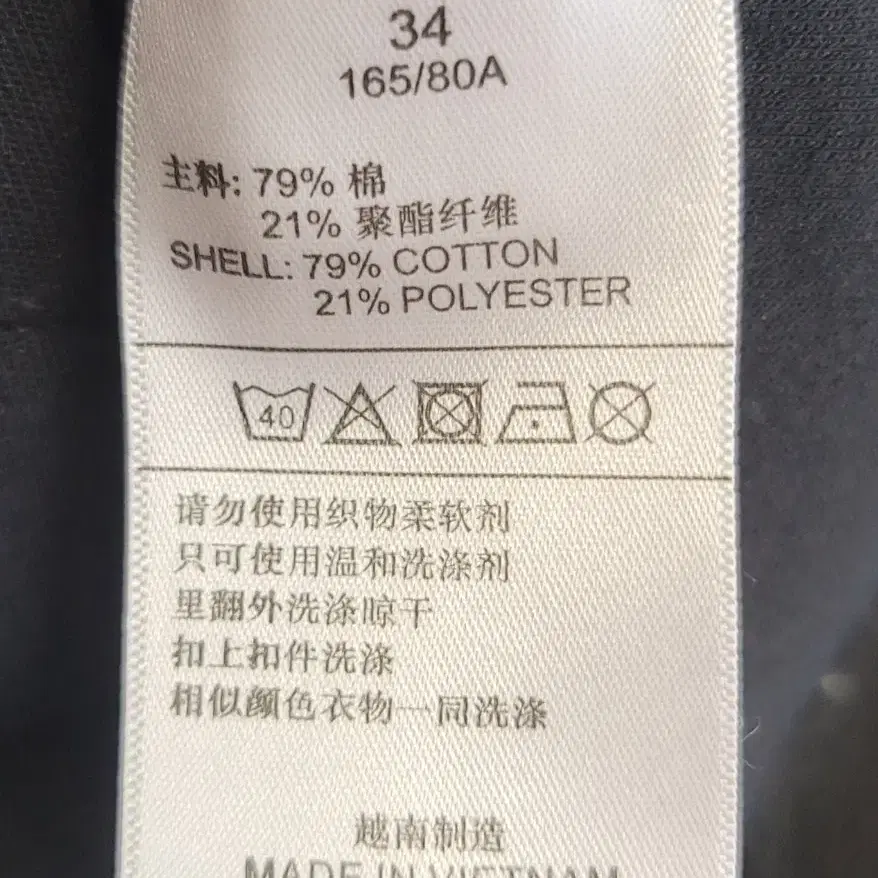 34
165/80A
主料: 79% 棉
21% 聚酯纤维
SHELL: 79% COTTON
21% POLYESTER
40
请勿使用织物柔软剂
只可使用温和洗涤剂
里翻外洗涤晾干
扣上扣件洗涤
相似颜色衣物一同洗涤
越南制造
MADE IN VIETNAM